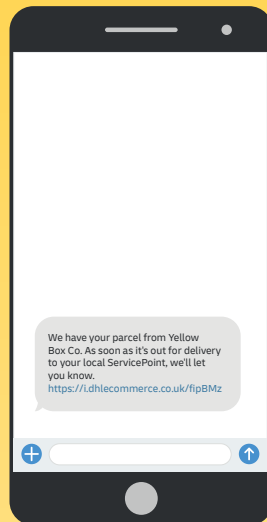 We have your parcel from Yellow
Box Co. As soon as it's out for delivery
to your local ServicePoint, we'll let
you know.
https://i.dhlecommerce.co.uk/fipBMz